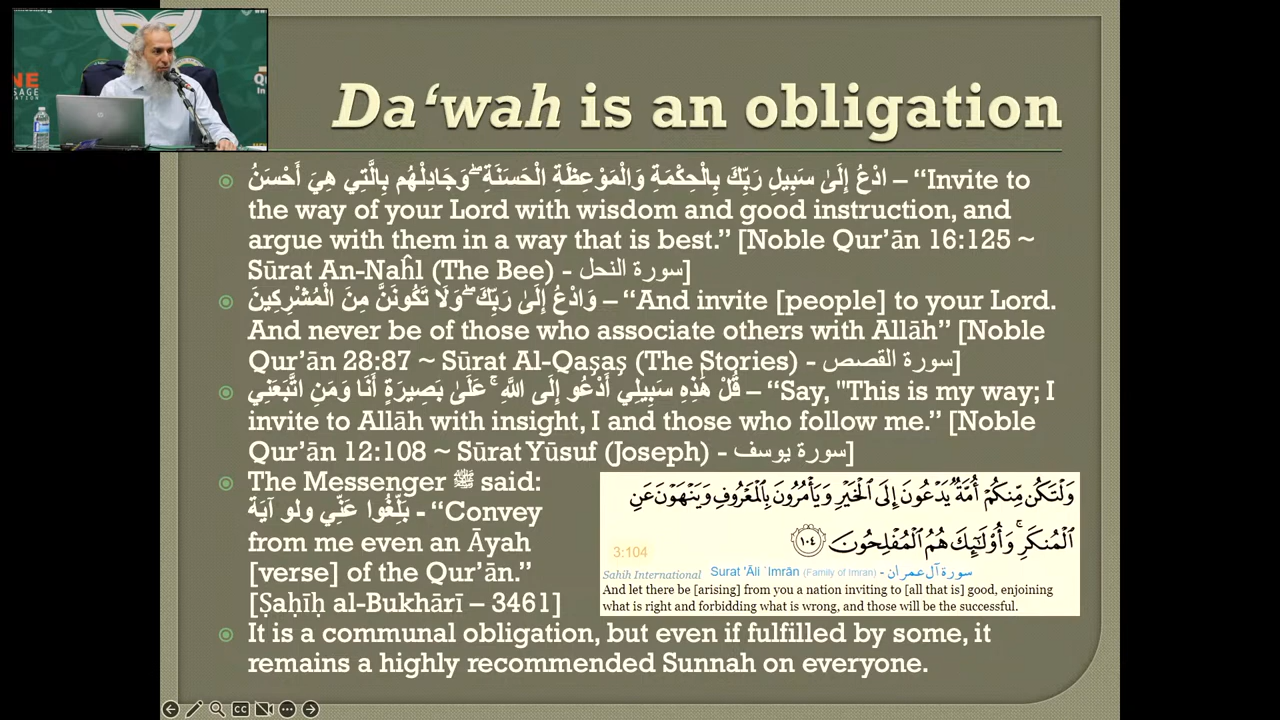 NE
SAGE
Da‘wah is an obligation
ادْعُ إِلَىٰ سَبِيلِ رَبِّكَ بِالْحِكْمَةِ وَالْمَوْعِظَةِ الْحَسَنَةِ ۖ وَجَادِلْهُم بِالَّتِي هِيَ أَحْسَنُ – “Invite to
the way of your Lord with wisdom and good instruction, and
argue with them in a way that is best.” [Noble Qur’ān 16:125 ~
Sūrat An-Naĥl (The Bee) - سورة النحل]
وَادْعُ إِلَىٰ رَبِّكَ ۖ وَلَا تَكُونَنَّ مِنَ الْمُشْرِكِينَ – “And invite [people] to your Lord.
And never be of those who associate others with Allāh” [Noble
Qur’ān 28:87 ~ Sūrat Al-Qaşaş (The Stories) - سورة القصص]
قُلْ هَٰذِهِ سَبِيلِي أَدْعُو إِلَى اللَّهِ ۚ عَلَىٰ بَصِيرَةٍ أَنَا وَمَنِ اتَّبَعَنِي – “Say, "This is my way; I
invite to Allāh with insight, I and those who follow me.” [Noble
Qur’ān 12:108 ~ Sūrat Yūsuf (Joseph) - سورة يوسف]
The Messenger ﷺ said:
بَلِّغُوا عَنِّي ولو آيَةً - “Convey
from me even an Āyah
[verse] of the Qur’ān.”
[Ṣaḥīḥ al-Bukhārī – 3461]
وَلْتَكُن مِّنكُمْ أُمَّةٌ يَدْعُونَ إِلَى ٱلْخَيْرِ وَيَأْمُرُونَ بِٱلْمَعْرُوفِ وَيَنْهَوْنَ عَنِ
ٱلْمُنكَرِ ۚ وَأُو۟لَٰٓئِكَ هُمُ ٱلْمُفْلِحُونَ ١٠٤
3:104
Sahih International Surat 'Āli `Imrān (Family of Imran) - سورة آل عمران
And let there be [arising] from you a nation inviting to [all that is] good, enjoining
what is right and forbidding what is wrong, and those will be the successful.
It is a communal obligation, but even if fulfilled by some, it
remains a highly recommended Sunnah on everyone.
CC